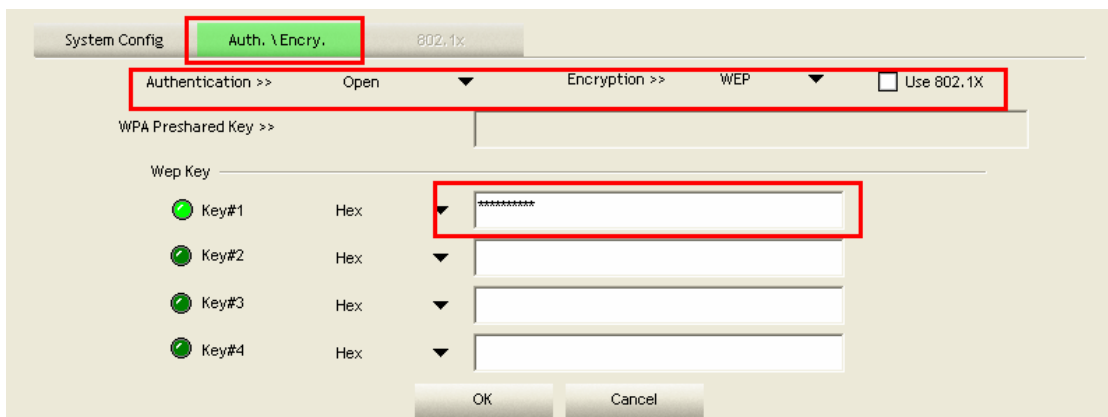 System Config Auth. \ Encry. 802.1x
Authentication >> Open Encryption >> WEP Use 802.1X
WPA Preshared Key >>
Wep Key
Key#1 Hex **********
Key#2 Hex
Key#3 Hex
Key#4 Hex
OK Cancel